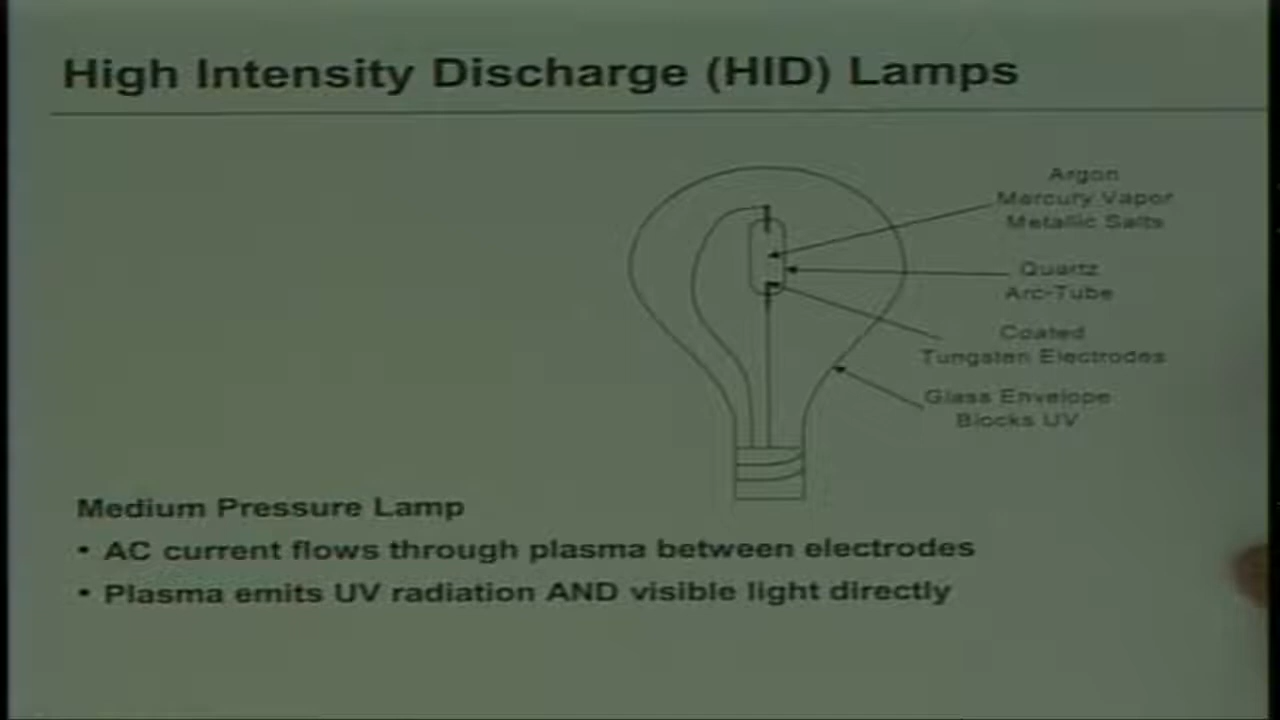 High Intensity Discharge (HID) Lamps
Argon
Mercury Vapor
Metallic Salts
Quartz
Arc-Tube
Coated
Tungsten Electrodes
Glass Envelope
Blocks UV
Medium Pressure Lamp
• AC current flows through plasma between electrodes
• Plasma emits UV radiation AND visible light directly